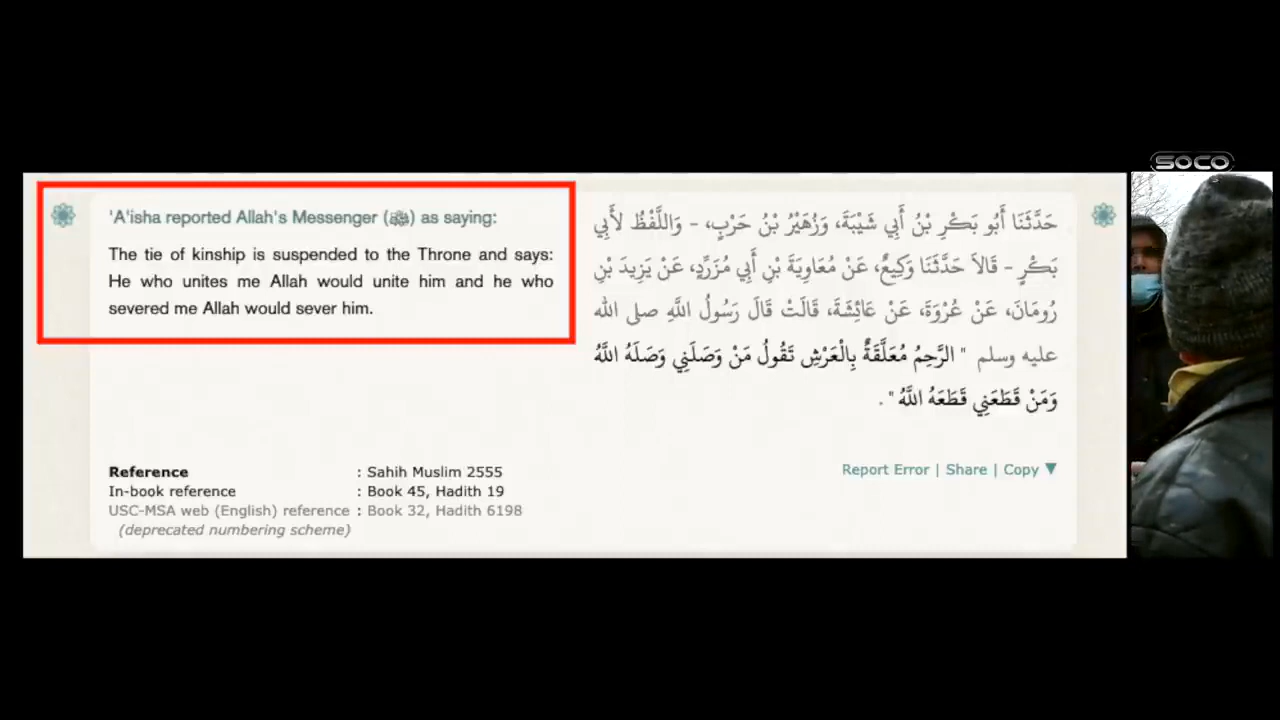 SOCO
'A'isha reported Allah's Messenger (ﷺ) as saying:
The tie of kinship is suspended to the Throne and says:
He who unites me Allah would unite him and he who
severed me Allah would sever him.
حَدَّثَنَا أَبُو بَكْرِ بْنُ أَبِي شَيْبَةَ، وَزُهَيْرُ بْنُ حَرْبٍ، - وَاللَّفْظُ لأَبِي
بَكْرٍ - قَالاَ حَدَّثَنَا وَكِيعٌ، عَنْ مُعَاوِيَةَ بْنِ أَبِي مُزَرِّدٍ، عَنْ يَزِيدَ بْنِ
رُومَانَ، عَنْ عُرْوَةَ، عَنْ عَائِشَةَ، قَالَتْ قَالَ رَسُولُ اللَّهِ صلى الله
عليه وسلم " الرَّحِمُ مُعَلَّقَةٌ بِالْعَرْشِ تَقُولُ مَنْ وَصَلَنِي وَصَلَهُ اللَّهُ
وَمَنْ قَطَعَنِي قَطَعَهُ اللَّهُ " .
Reference : Sahih Muslim 2555
In-book reference : Book 45, Hadith 19
USC-MSA web (English) reference : Book 32, Hadith 6198
(deprecated numbering scheme)
Report Error | Share | Copy ▼